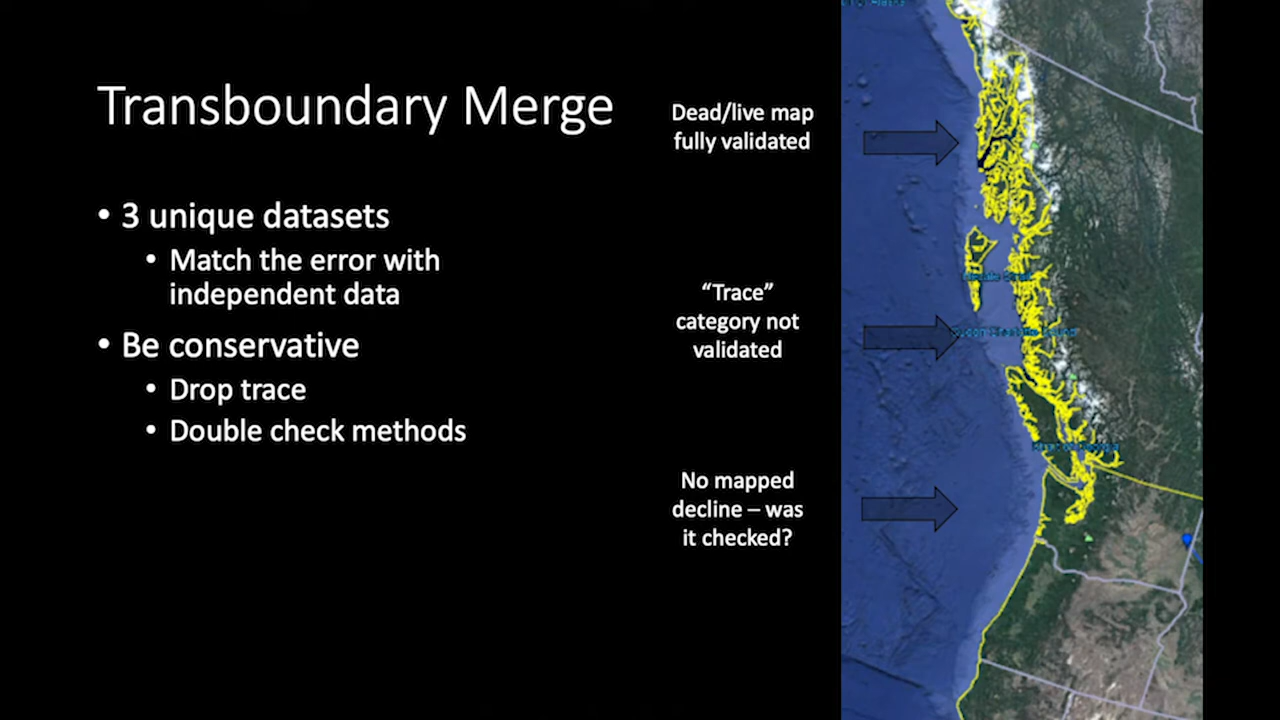 Transboundary Merge
• 3 unique datasets
• Match the error with
independent data
• Be conservative
• Drop trace
• Double check methods
Dead/live map
fully validated
“Trace”
category not
validated
No mapped
decline – was
it checked?